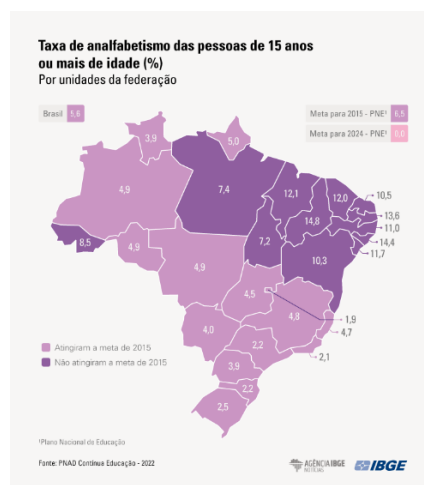 Taxa de analfabetismo das pessoas de 15 anos
ou mais de idade (%)
Por unidades da federação
Brasil 5,6
Meta para 2015 - PNE¹ 6,5
Meta para 2024 - PNE¹ 0,0
3,9
5,0
4,9
7,4
12,1
12,0
10,5
13,6
14,8
11,0
14,4
11,7
8,5
4,9
7,2
10,3
4,9
4,5
1,9
4,8
4,7
4,0
2,2
2,1
3,9
2,2
2,5
Atingiram a meta de 2015
Não atingiram a meta de 2015
¹Plano Nacional de Educação
Fonte: PNAD Contínua Educação - 2022
AGÊNCIA IBGE
NOTÍCIAS
IBGE